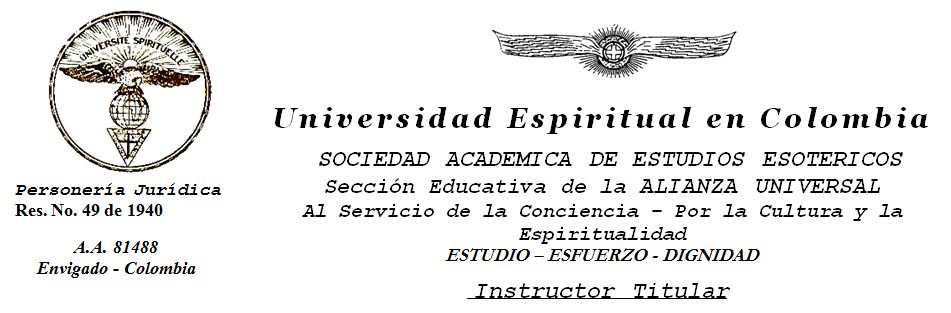 UNIVERSITÉ SPIRITUELLE
Personería Jurídica
Res. No. 49 de 1940
A.A. 81488
Envigado - Colombia
Universidad Espiritual en Colombia
SOCIEDAD ACADEMICA DE ESTUDIOS ESOTERICOS
Sección Educativa de la ALIANZA UNIVERSAL
Al Servicio de la Conciencia – Por la Cultura y la
Espiritualidad
ESTUDIO – ESFUERZO - DIGNIDAD
Instructor Titular